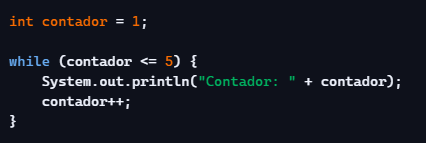 int contador = 1;

while (contador <= 5) {
    System.out.println("Contador: " + contador);
    contador++;
}